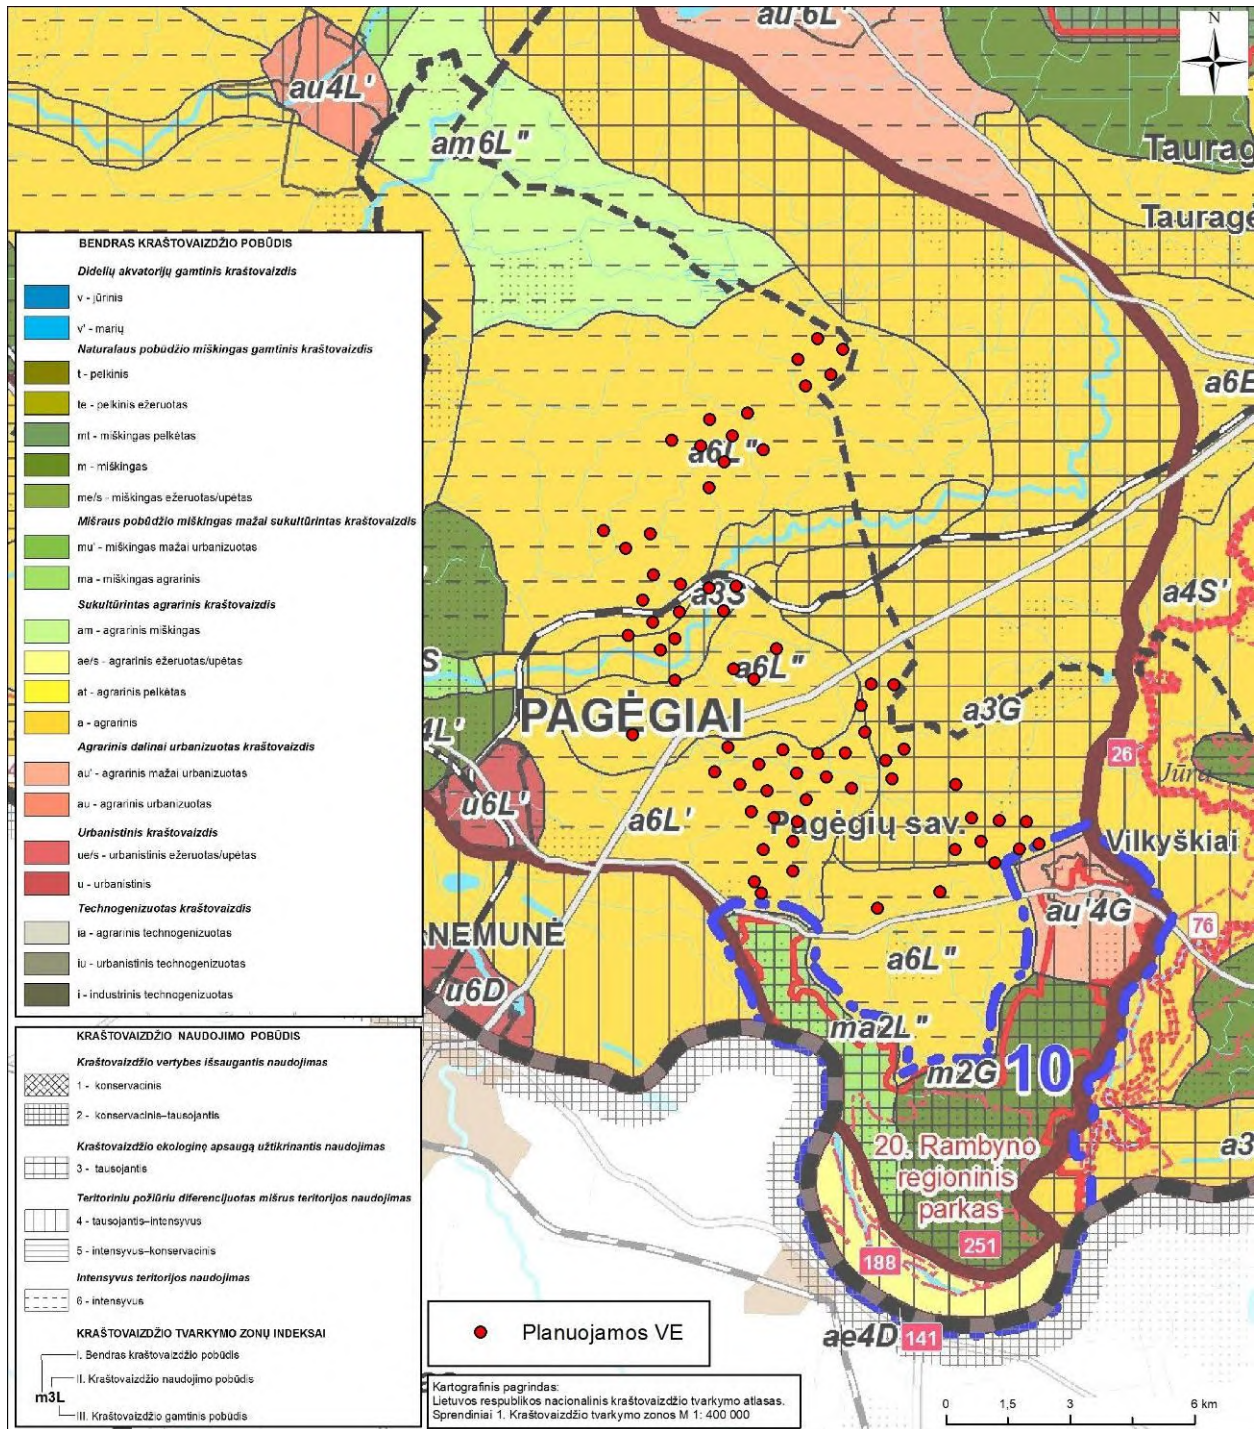 N
au'6L'
au4L'
am6L"
Taurag
Tauragė
BENDRAS KRAŠTOVAIZDŽIO POBŪDIS
Didelių akvatorijų gamtinis kraštovaizdis
v - jūrinis
v' - marių
Natūralaus pobūdžio miškingas gamtinis kraštovaizdis
t - pelkinis
te - pelkinis ežeruotas
mt - miškingas pelkėtas
m - miškingas
me/s - miškingas ežeruotas/upėtas
Mišraus pobūdžio miškingas mažai sukultūrintas kraštovaizdis
mu' - miškingas mažai urbanizuotas
ma - miškingas agrarinis
Sukultūrintas agrarinis kraštovaizdis
am - agrarinis miškingas
ae/s - agrarinis ežeruotas/upėtas
at - agrarinis pelkėtas
a - agrarinis
Agrarinis dalinai urbanizuotas kraštovaizdis
au' - agrarinis mažai urbanizuotas
au - agrarinis urbanizuotas
Urbanistinis kraštovaizdis
ue/s - urbanistinis ežeruotas/upėtas
u - urbanistinis
Technogenizuotas kraštovaizdis
ia - agrarinis technogenizuotas
iu - urbanistinis technogenizuotas
i - industrinis technogenizuotas
a6E
a6L"
a3S
a4S'
S
a6L"
PAGĖGIAI
a3G
4L'
26
Jūra
u6L'
a6L'
Pagėgių sav.
Vilkyškiai
au'4G
76
NEMUNĖ
a6L"
u6D
ma2L"
m2G
10
20. Rambyno
regioninis
parkas
a3
251
188
ae4D
141
KRAŠTOVAIZDŽIO NAUDOJIMO POBŪDIS
Kraštovaizdžio vertybes išsaugantis naudojimas
1 - konservacinis
2 - konservacinis–tausojantis
Kraštovaizdžio ekologinę apsaugą užtikrinantis naudojimas
3 - tausojantis
Teritoriniu požiūriu diferencijuotas mišrus teritorijos naudojimas
4 - tausojantis–intensyvus
5 - intensyvus–konservacinis
Intensyvus teritorijos naudojimas
6 - intensyvus
KRAŠTOVAIZDŽIO TVARKYMO ZONŲ INDEKSAI
I. Bendras kraštovaizdžio pobūdis
II. Kraštovaizdžio naudojimo pobūdis
m3L
III. Kraštovaizdžio gamtinis pobūdis
Planuojamos VE
Kartografinis pagrindas:
Lietuvos respublikos nacionalinis kraštovaizdžio tvarkymo atlasas.
Sprendiniai 1. Kraštovaizdžio tvarkymo zonos M 1: 400 000
0 1,5 3 6 km